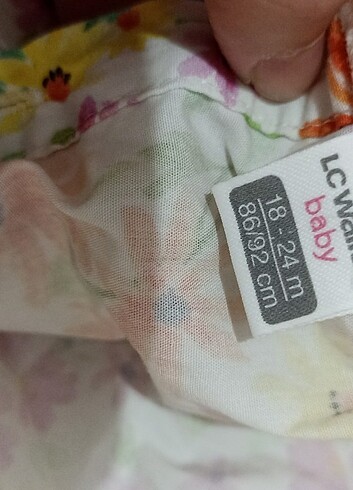 LC Wai
baby
18 - 24 m
86/92 cm